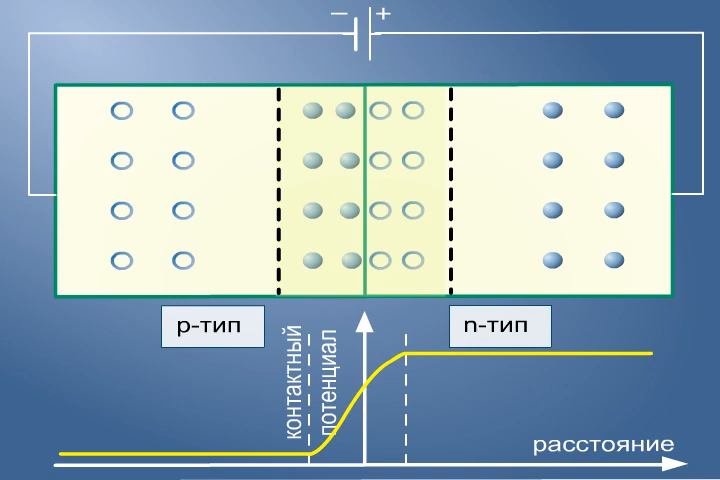 − +
p-тип
n-тип
контактный
потенциал
расстояние